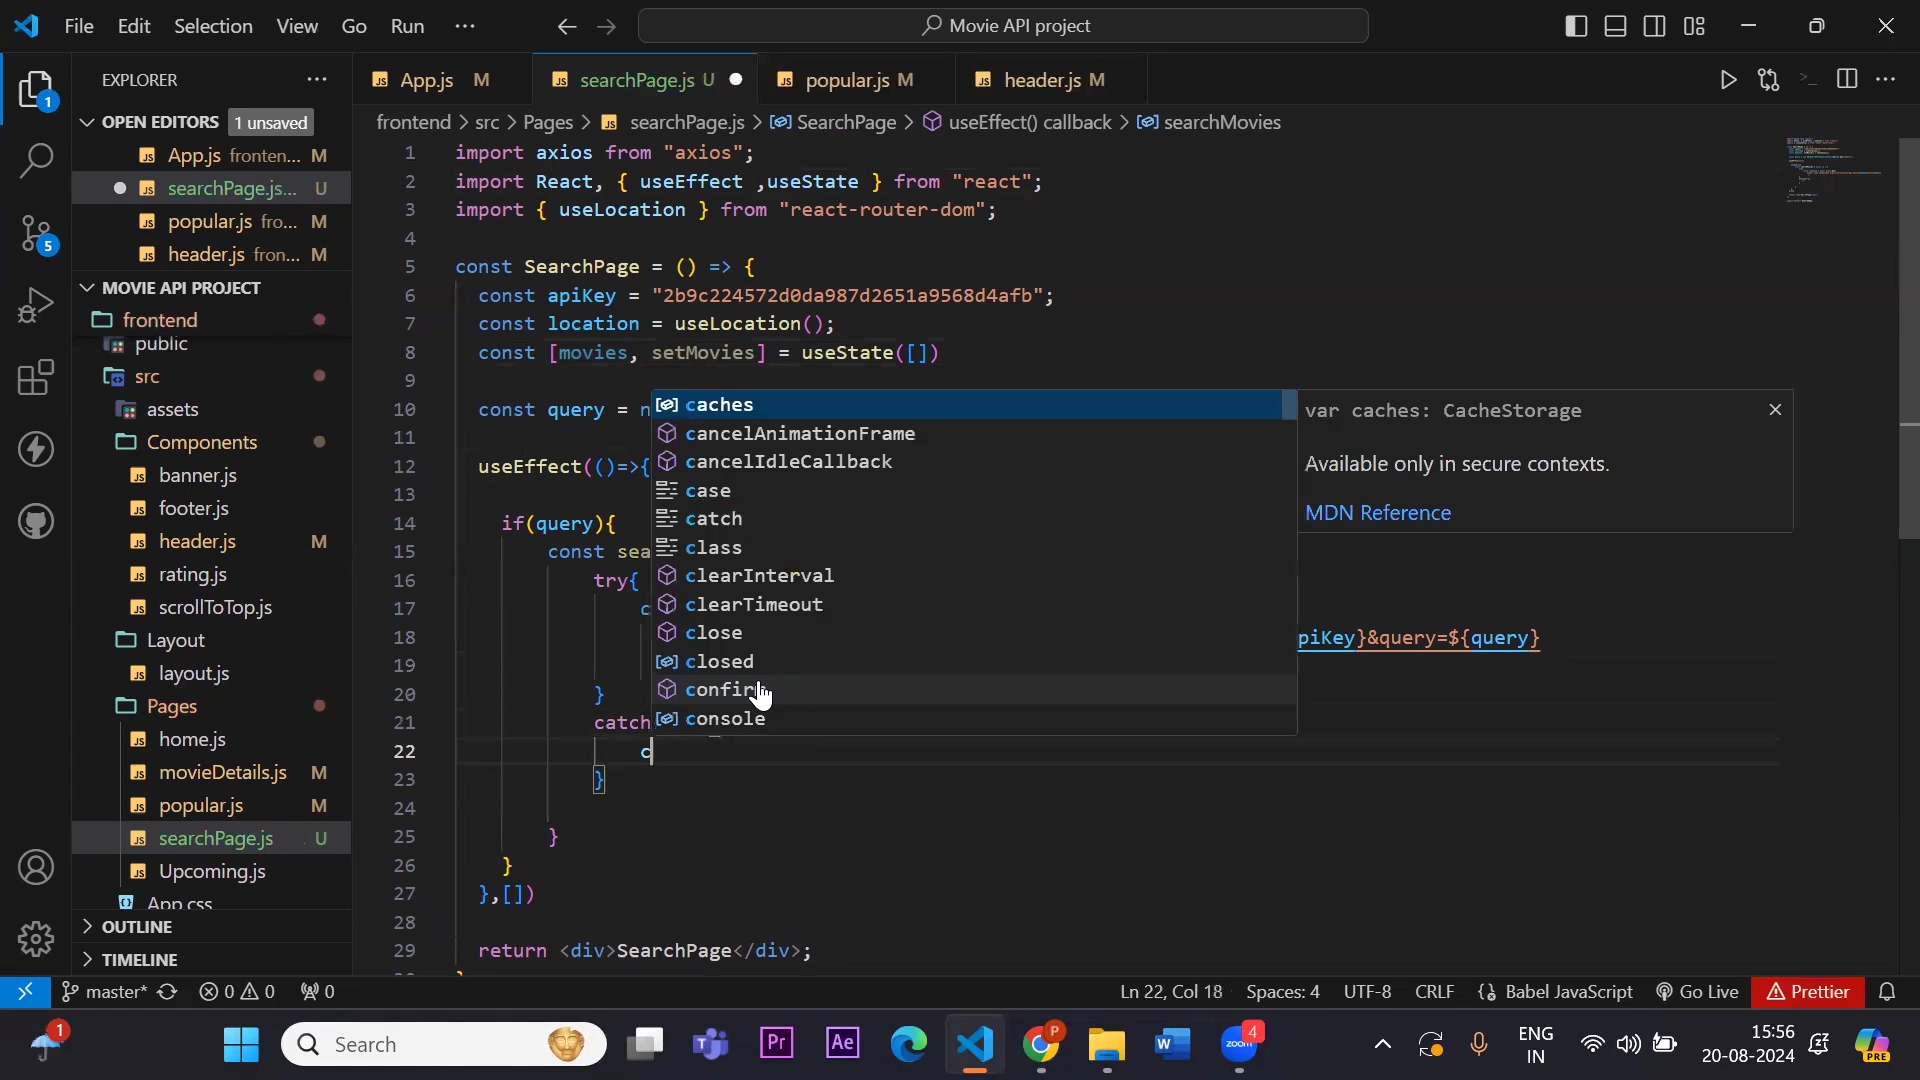 File Edit Selection View Go Run ··· Movie API project
EXPLORER ···
App.js M searchPage.js U popular.js M header.js M
OPEN EDITORS 1 unsaved
App.js fronten... M
searchPage.js... U
popular.js fro... M
header.js fron... M
MOVIE API PROJECT
frontend
public
src
assets
Components
banner.js
footer.js
header.js M
rating.js
scrollToTop.js
Layout
layout.js
Pages
home.js
movieDetails.js M
popular.js M
searchPage.js U
Upcoming.js
App.css
OUTLINE
TIMELINE
1
5
frontend > src > Pages > searchPage.js > SearchPage > useEffect() callback > searchMovies
1 import axios from "axios";
2 import React, { useEffect ,useState } from "react";
3 import { useLocation } from "react-router-dom";
4
5 const SearchPage = () => {
6 const apiKey = "2b9c224572d0da987d2651a9568d4afb";
7 const location = useLocation();
8 const [movies, setMovies] = useState([])
9
10 const query = n
11
12 useEffect(()=>{
13
14 if(query){
15 const sea
16 try{
17 c
18 piKey}&query=${query}
19
20 }
21 catch
22 c
23 }
24
25 }
26 }
27 },[])
28
29 return <div>SearchPage</div>;
caches
cancelAnimationFrame
cancelIdleCallback
case
catch
class
clearInterval
clearTimeout
close
closed
console
var caches: CacheStorage
Available only in secure contexts.
MDN Reference
master* 0 0 0 Ln 22, Col 18 Spaces: 4 UTF-8 CRLF Babel JavaScript Go Live Prettier
1 Search Pr Ae P W zoom 4 ENG IN 15:56 20-08-2024 PRE